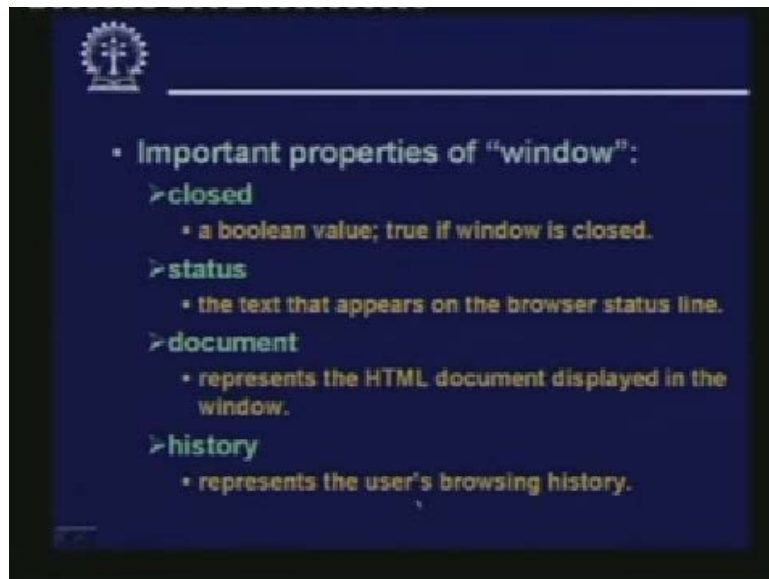 ▪ Important properties of “window”:
➢closed
▪ a boolean value; true if window is closed.
➢status
▪ the text that appears on the browser status line.
➢document
▪ represents the HTML document displayed in the
window.
➢history
▪ represents the user's browsing history.